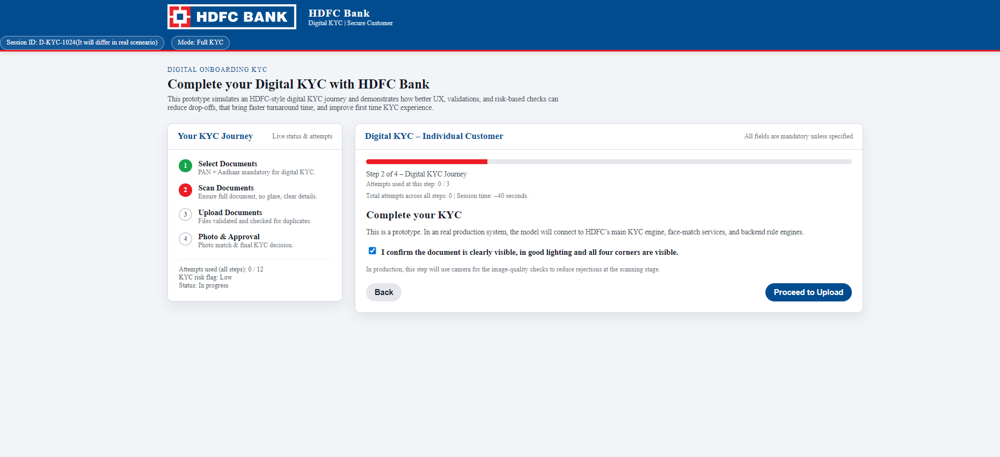 HDFC BANK
HDFC Bank
Digital KYC | Secure Customer
Session ID: D-KYC-1024(It will differ in real sceneario)
Mode: Full KYC
DIGITAL ONBOARDING KYC
Complete your Digital KYC with HDFC Bank
This prototype simulates an HDFC-style digital KYC journey and demonstrates how better UX, validations, and risk-based checks can
reduce drop-offs, that bring faster turnaround time, and improve first time KYC experience.
Your KYC Journey
Live status & attempts
1
Select Documents
PAN + Aadhaar mandatory for digital KYC.
2
Scan Documents
Ensure full document, no glare, clear details.
3
Upload Documents
Files validated and checked for duplicates.
4
Photo & Approval
Photo match & final KYC decision.
Attempts used (all steps): 0 / 12
KYC risk flag: Low
Status: In progress
Digital KYC – Individual Customer
All fields are mandatory unless specified
Step 2 of 4 – Digital KYC Journey
Attempts used at this step: 0 / 3
Total attempts across all steps: 0 | Session time: ~40 seconds.
Complete your KYC
This is a prototype. In an real production system, the model will connect to HDFC’s main KYC engine, face-match services, and backend rule engines.
I confirm the document is clearly visible, in good lighting and all four corners are visible.
In production, this step will use camera for the image-quality checks to reduce rejections at the scanning stage.
Back
Proceed to Upload